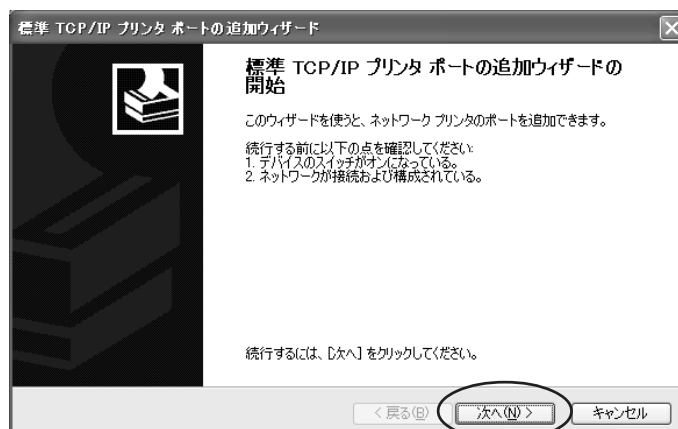 標準 TCP/IP プリンタ ポートの追加ウィザード
標準 TCP/IP プリンタ ポートの追加ウィザードの
開始
このウィザードを使うと、ネットワーク プリンタのポートを追加できます。
続行する前に以下の点を確認してください:
1. デバイスのスイッチがオンになっている。
2. ネットワークが接続および構成されている。
続行するには、[次へ] をクリックしてください。
< 戻る(B)
次へ(N) >
キャンセル